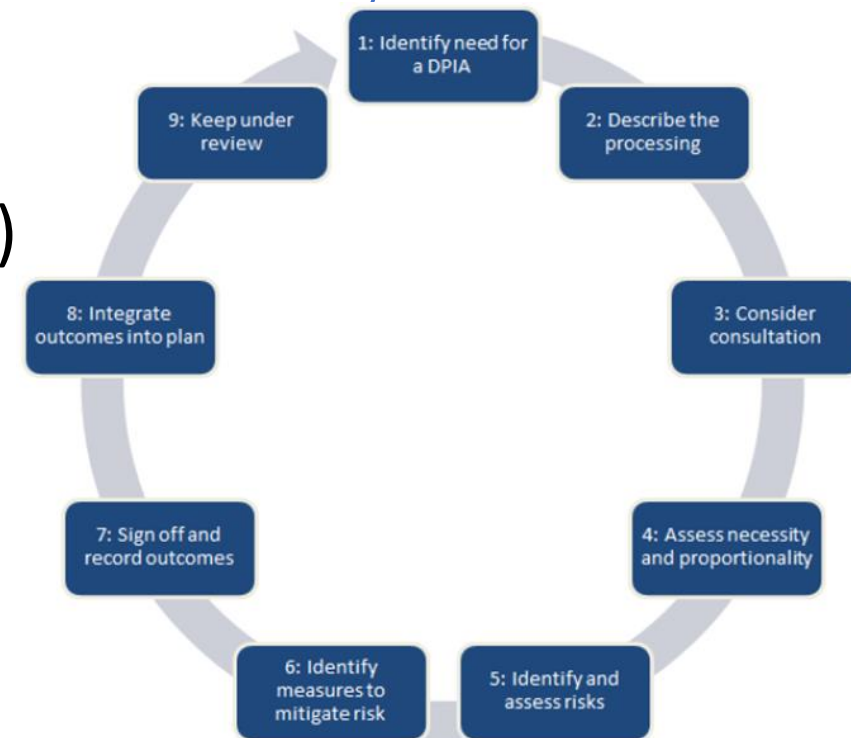 1: Identify need for
a DPIA
2: Describe the
processing
3: Consider
consultation
4: Assess necessity
and proportionality
5: Identify and
assess risks
6: Identify
measures to
mitigate risk
7: Sign off and
record outcomes
8: Integrate
outcomes into plan
9: Keep under
review
)